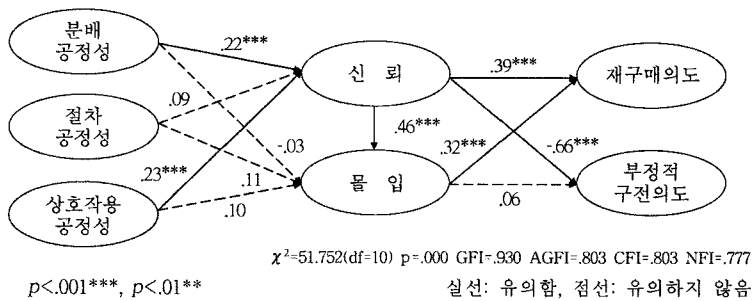 분배
공정성
절차
공정성
상호작용
공정성
신 뢰
몰 입
재구매의도
부정적
구전의도
.22***
.09
-.03
.23***
.11
.10
.46***
.39***
.32***
-.66***
.06
χ²=51.752(df=10) p=.000 GFI=.930 AGFI=.803 CFI=.803 NFI=.777
p<.001***, p<.01**
실선: 유의함, 점선: 유의하지 않음